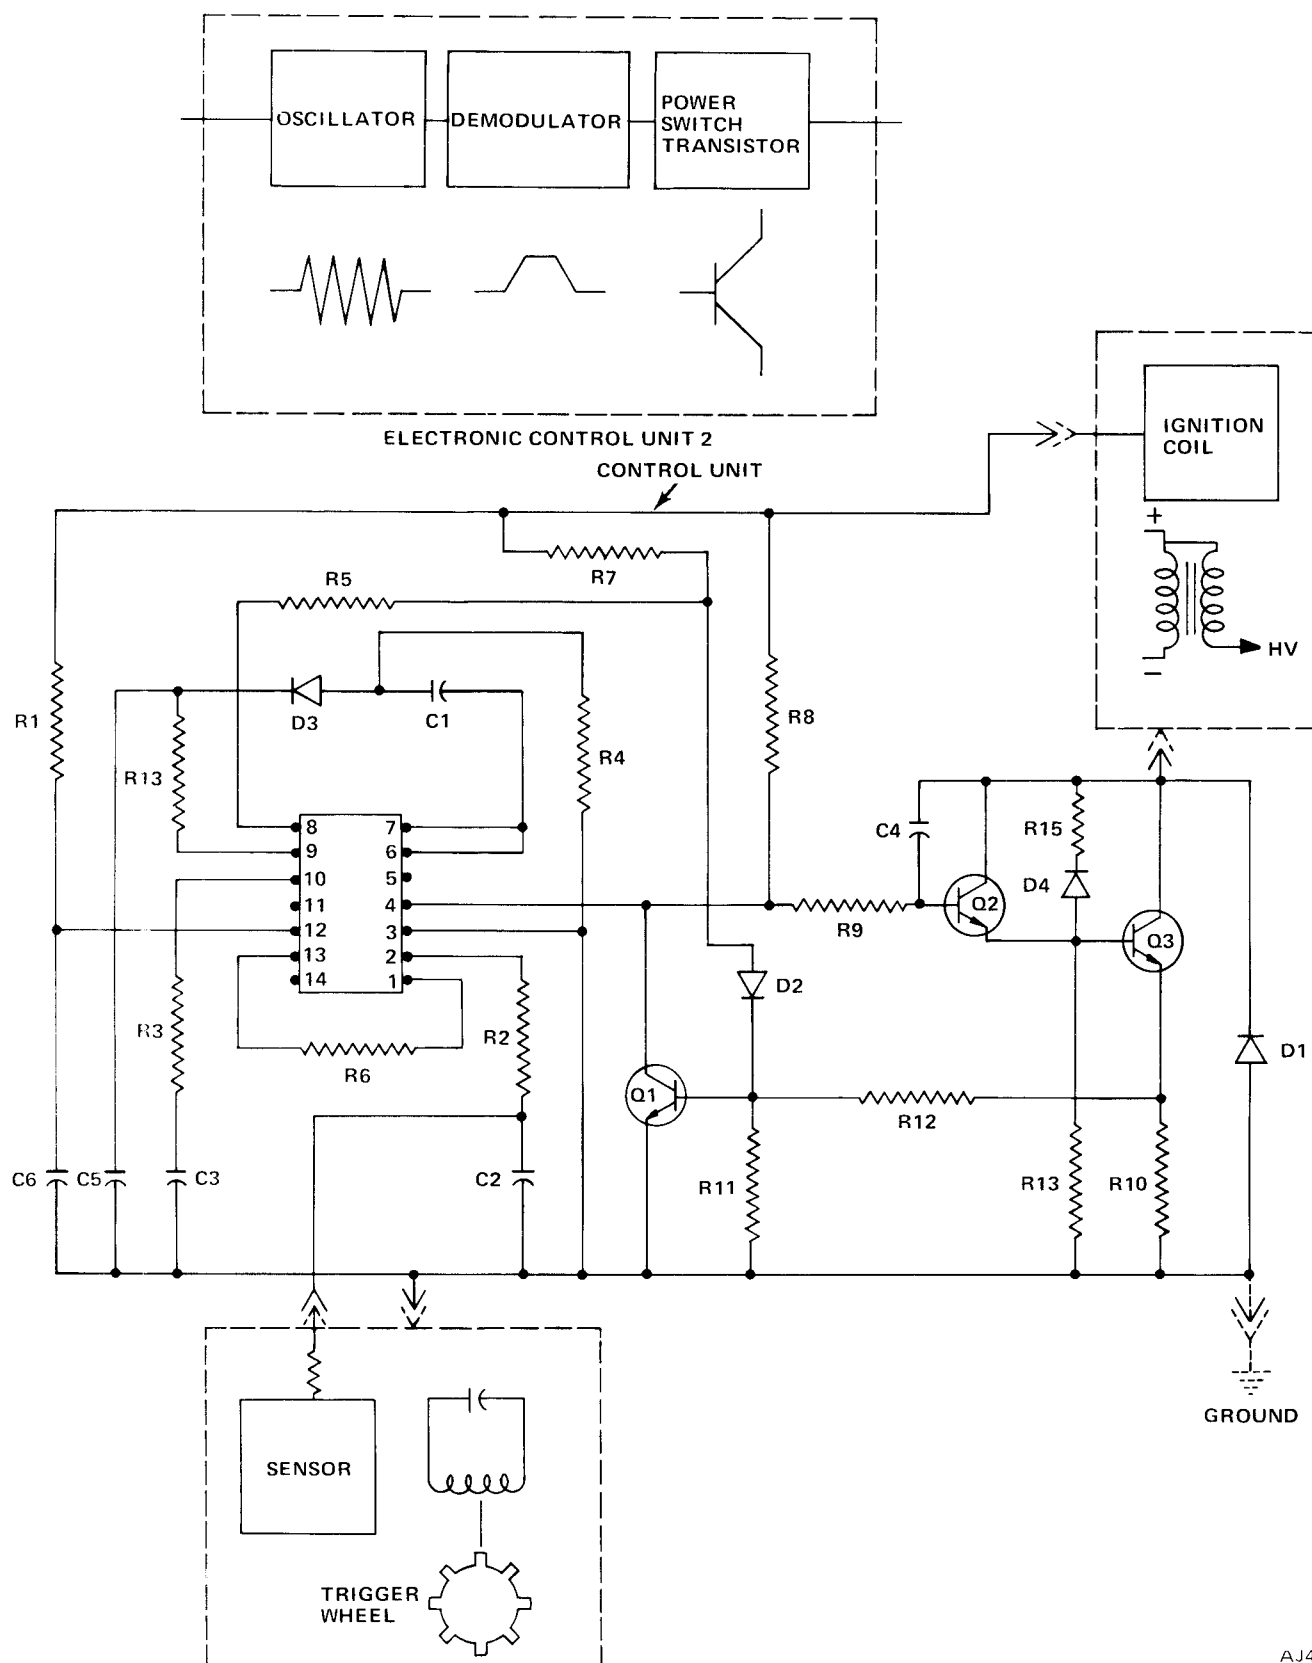 OSCILLATOR
DEMODULATOR
POWER
SWITCH
TRANSISTOR
ELECTRONIC CONTROL UNIT 2
CONTROL UNIT
IGNITION
COIL
+
−
HV
R7
R5
D3
C1
R1
R13
R4
R8
C4
R15
D4
Q2
Q3
R9
8 7
9 6
10 5
11 4
12 3
13 2
14 1
D2
R3
R6
R2
Q1
R12
D1
C6
C5
C3
C2
R11
R13
R10
SENSOR
TRIGGER
WHEEL
GROUND
AJ4